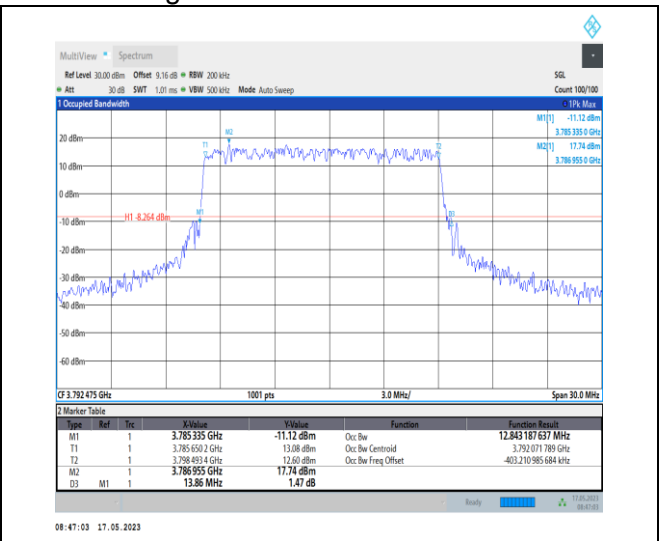 MultiView Spectrum
Ref Level 30.00 dBm Offset 9.16 dB RBW 200 kHz SGL
Att 30 dB SWT 1.01 ms VBW 500 kHz Mode Auto Sweep Count 100/100
1 Occupied Bandwidth 1Pk Max
M1[1] -11.12 dBm
3.785 335 0 GHz
M2[1] 17.74 dBm
3.786 955 0 GHz
M2
T1
T2
20 dBm
10 dBm
0 dBm
M1
D3
H1 -8.264 dBm
-10 dBm
-20 dBm
-30 dBm
-40 dBm
-50 dBm
-60 dBm
CF 3.792 475 GHz 1001 pts 3.0 MHz/ Span 30.0 MHz
2 Marker Table
Type Ref Trc X-Value Y-Value Function Function Result
M1 1 3.785 335 GHz -11.12 dBm Occ Bw 12.843 187 637 MHz
T1 1 3.785 650 2 GHz 13.08 dBm Occ Bw Centroid 3.792 071 789 GHz
T2 1 3.798 493 4 GHz 12.60 dBm Occ Bw Freq Offset -403.210 985 684 kHz
M2 1 3.786 955 GHz 17.74 dBm
D3 M1 1 13.86 MHz 1.47 dB
Ready 17.05.2023
08:47:03
08:47:03 17.05.2023